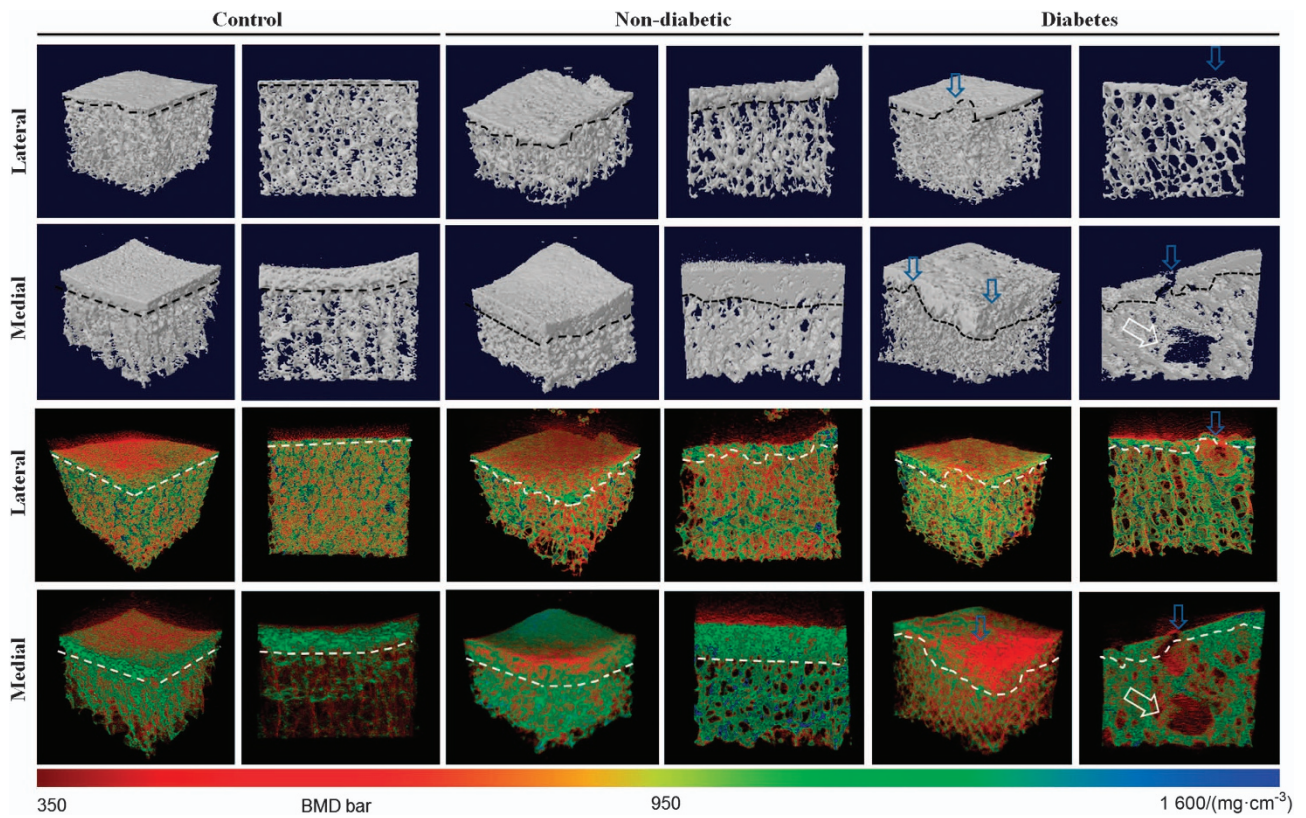 Control Non-diabetic Diabetes
Lateral
Medial
Lateral
Medial
350 BMD bar 950 1 600/(mg·cm⁻³)